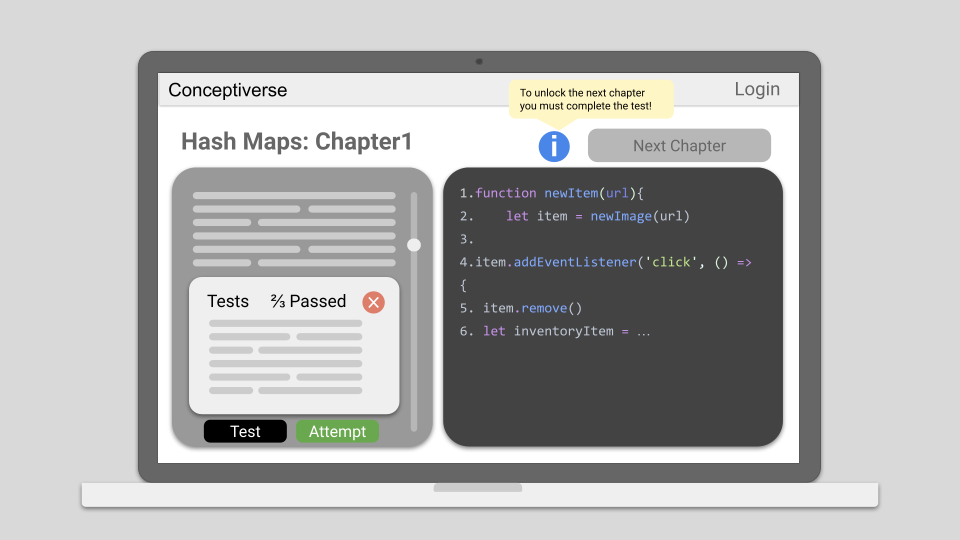 Conceptiverse
Login
To unlock the next chapter
you must complete the test!
Hash Maps: Chapter1
i
Next Chapter
1.function newItem(url){
2.    let item = newImage(url)
3.
4.item.addEventListener('click', () =>
{
5. item.remove()
6. let inventoryItem = …
Tests ⅔ Passed
Test
Attempt